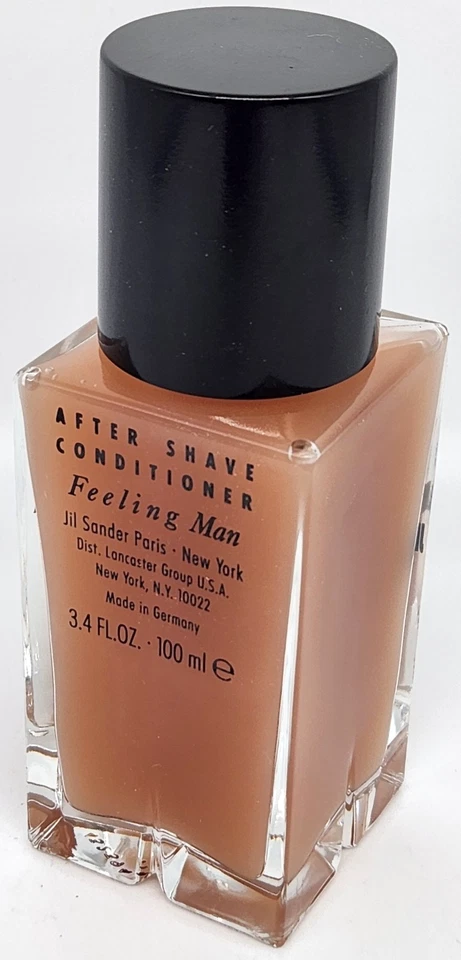 AFTER SHAVE
CONDITIONER
Feeling Man
Jil Sander Paris · New York
Dist. Lancaster Group U.S.A.
New York, N.Y. 10022
Made in Germany
3.4 FL.OZ. · 100 ml ℮